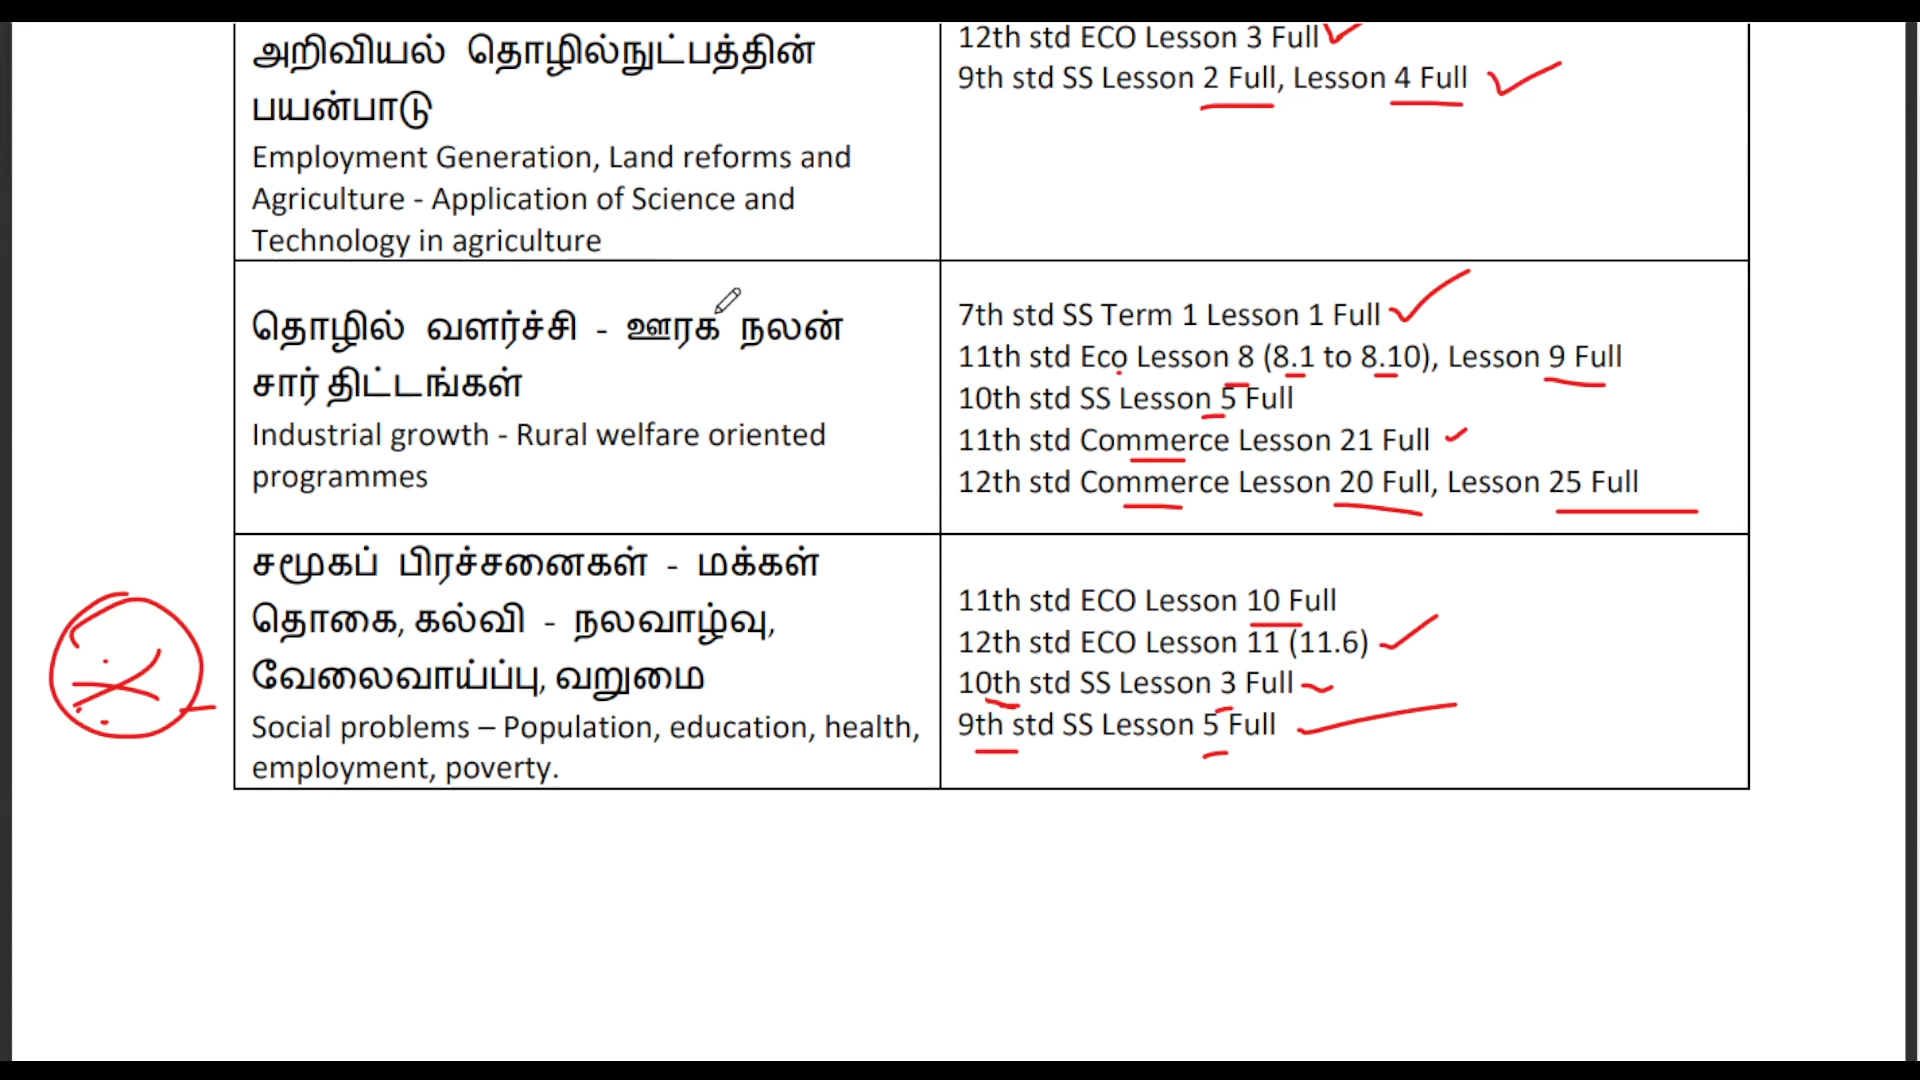 அறிவியல் தொழில்நுட்பத்தின்
பயன்பாடு
Employment Generation, Land reforms and
Agriculture - Application of Science and
Technology in agriculture
12th std ECO Lesson 3 Full
9th std SS Lesson 2 Full, Lesson 4 Full
தொழில் வளர்ச்சி - ஊரக நலன்
சார் திட்டங்கள்
Industrial growth - Rural welfare oriented
programmes
7th std SS Term 1 Lesson 1 Full
11th std Eco Lesson 8 (8.1 to 8.10), Lesson 9 Full
10th std SS Lesson 5 Full
11th std Commerce Lesson 21 Full
12th std Commerce Lesson 20 Full, Lesson 25 Full
சமூகப் பிரச்சனைகள் - மக்கள்
தொகை, கல்வி - நலவாழ்வு,
வேலைவாய்ப்பு, வறுமை
Social problems – Population, education, health,
employment, poverty.
11th std ECO Lesson 10 Full
12th std ECO Lesson 11 (11.6)
10th std SS Lesson 3 Full
9th std SS Lesson 5 Full